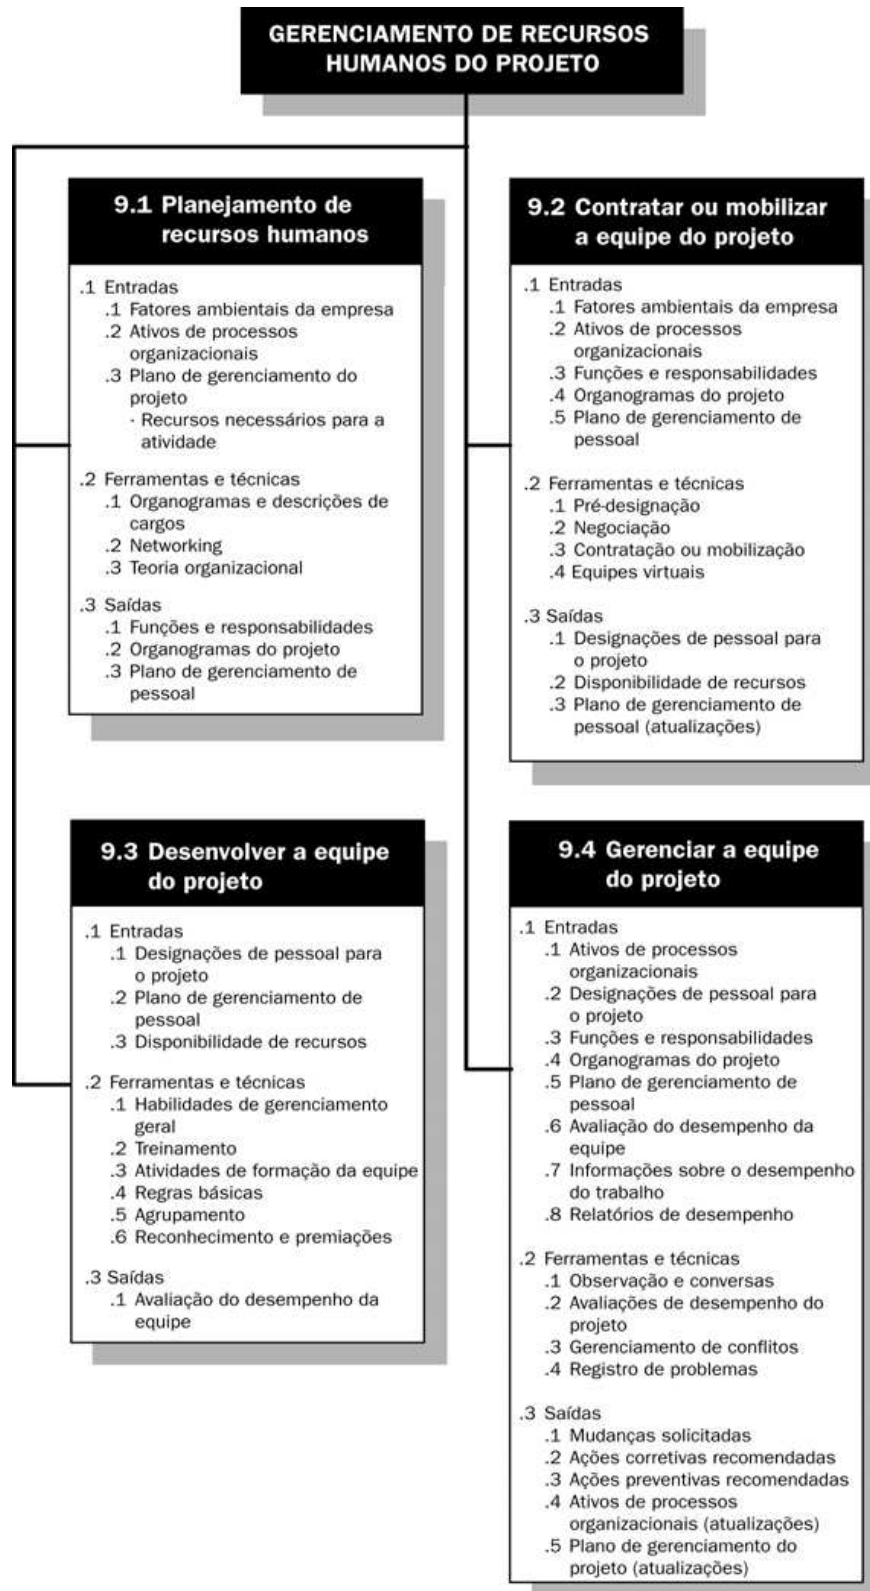 GERENCIAMENTO DE RECURSOS
HUMANOS DO PROJETO
9.1 Planejamento de
recursos humanos
.1 Entradas
.1 Fatores ambientais da empresa
.2 Ativos de processos
organizacionais
.3 Plano de gerenciamento do
projeto
· Recursos necessários para a
atividade
.2 Ferramentas e técnicas
.1 Organogramas e descrições de
cargos
.2 Networking
.3 Teoria organizacional
.3 Saídas
.1 Funções e responsabilidades
.2 Organogramas do projeto
.3 Plano de gerenciamento de
pessoal
9.2 Contratar ou mobilizar
a equipe do projeto
.1 Entradas
.1 Fatores ambientais da empresa
.2 Ativos de processos
organizacionais
.3 Funções e responsabilidades
.4 Organogramas do projeto
.5 Plano de gerenciamento de
pessoal
.2 Ferramentas e técnicas
.1 Pré-designação
.2 Negociação
.3 Contratação ou mobilização
.4 Equipes virtuais
.3 Saídas
.1 Designações de pessoal para
o projeto
.2 Disponibilidade de recursos
.3 Plano de gerenciamento de
pessoal (atualizações)
9.3 Desenvolver a equipe
do projeto
.1 Entradas
.1 Designações de pessoal para
o projeto
.2 Plano de gerenciamento de
pessoal
.3 Disponibilidade de recursos
.2 Ferramentas e técnicas
.1 Habilidades de gerenciamento
geral
.2 Treinamento
.3 Atividades de formação da equipe
.4 Regras básicas
.5 Agrupamento
.6 Reconhecimento e premiações
.3 Saídas
.1 Avaliação do desempenho da
equipe
9.4 Gerenciar a equipe
do projeto
.1 Entradas
.1 Ativos de processos
organizacionais
.2 Designações de pessoal para
o projeto
.3 Funções e responsabilidades
.4 Organogramas do projeto
.5 Plano de gerenciamento de
pessoal
.6 Avaliação do desempenho da
equipe
.7 Informações sobre o desempenho
do trabalho
.8 Relatórios de desempenho
.2 Ferramentas e técnicas
.1 Observação e conversas
.2 Avaliações de desempenho do
projeto
.3 Gerenciamento de conflitos
.4 Registro de problemas
.3 Saídas
.1 Mudanças solicitadas
.2 Ações corretivas recomendadas
.3 Ações preventivas recomendadas
.4 Ativos de processos
organizacionais (atualizações)
.5 Plano de gerenciamento do
projeto (atualizações)